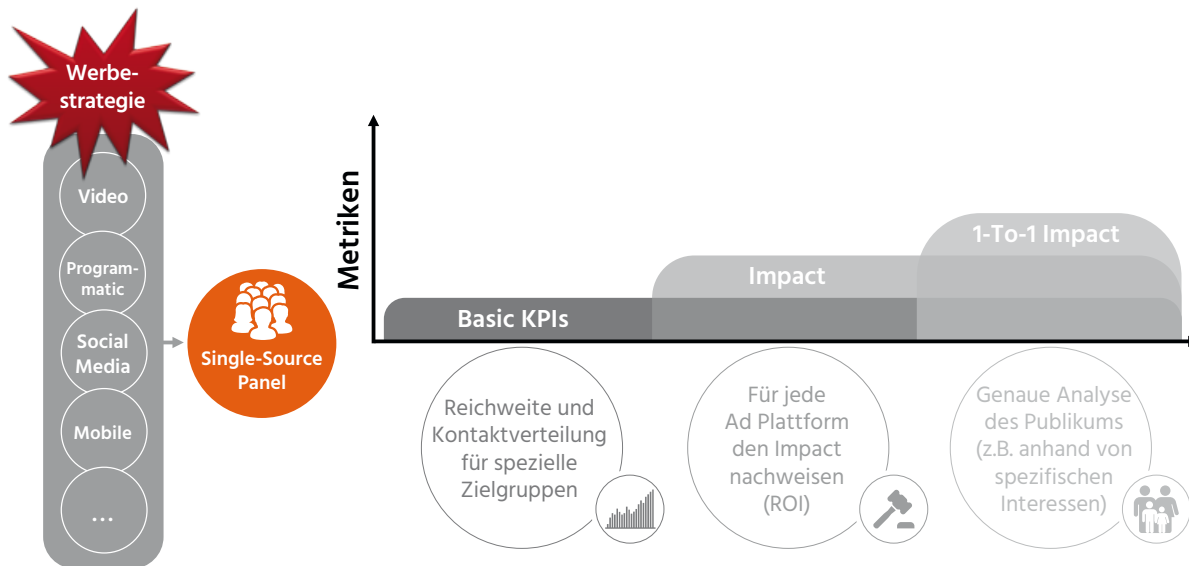 Werbe-
strategie
Video
Program-
matic
Social
Media
Mobile
...
Single-Source
Panel
Metriken
Basic KPIs
Impact
1-To-1 Impact
Reichweite und
Kontaktverteilung
für spezielle
Zielgruppen
Für jede
Ad Plattform
den Impact
nachweisen
(ROI)
Genaue Analyse
des Publikums
(z.B. anhand von
spezifischen
Interessen)